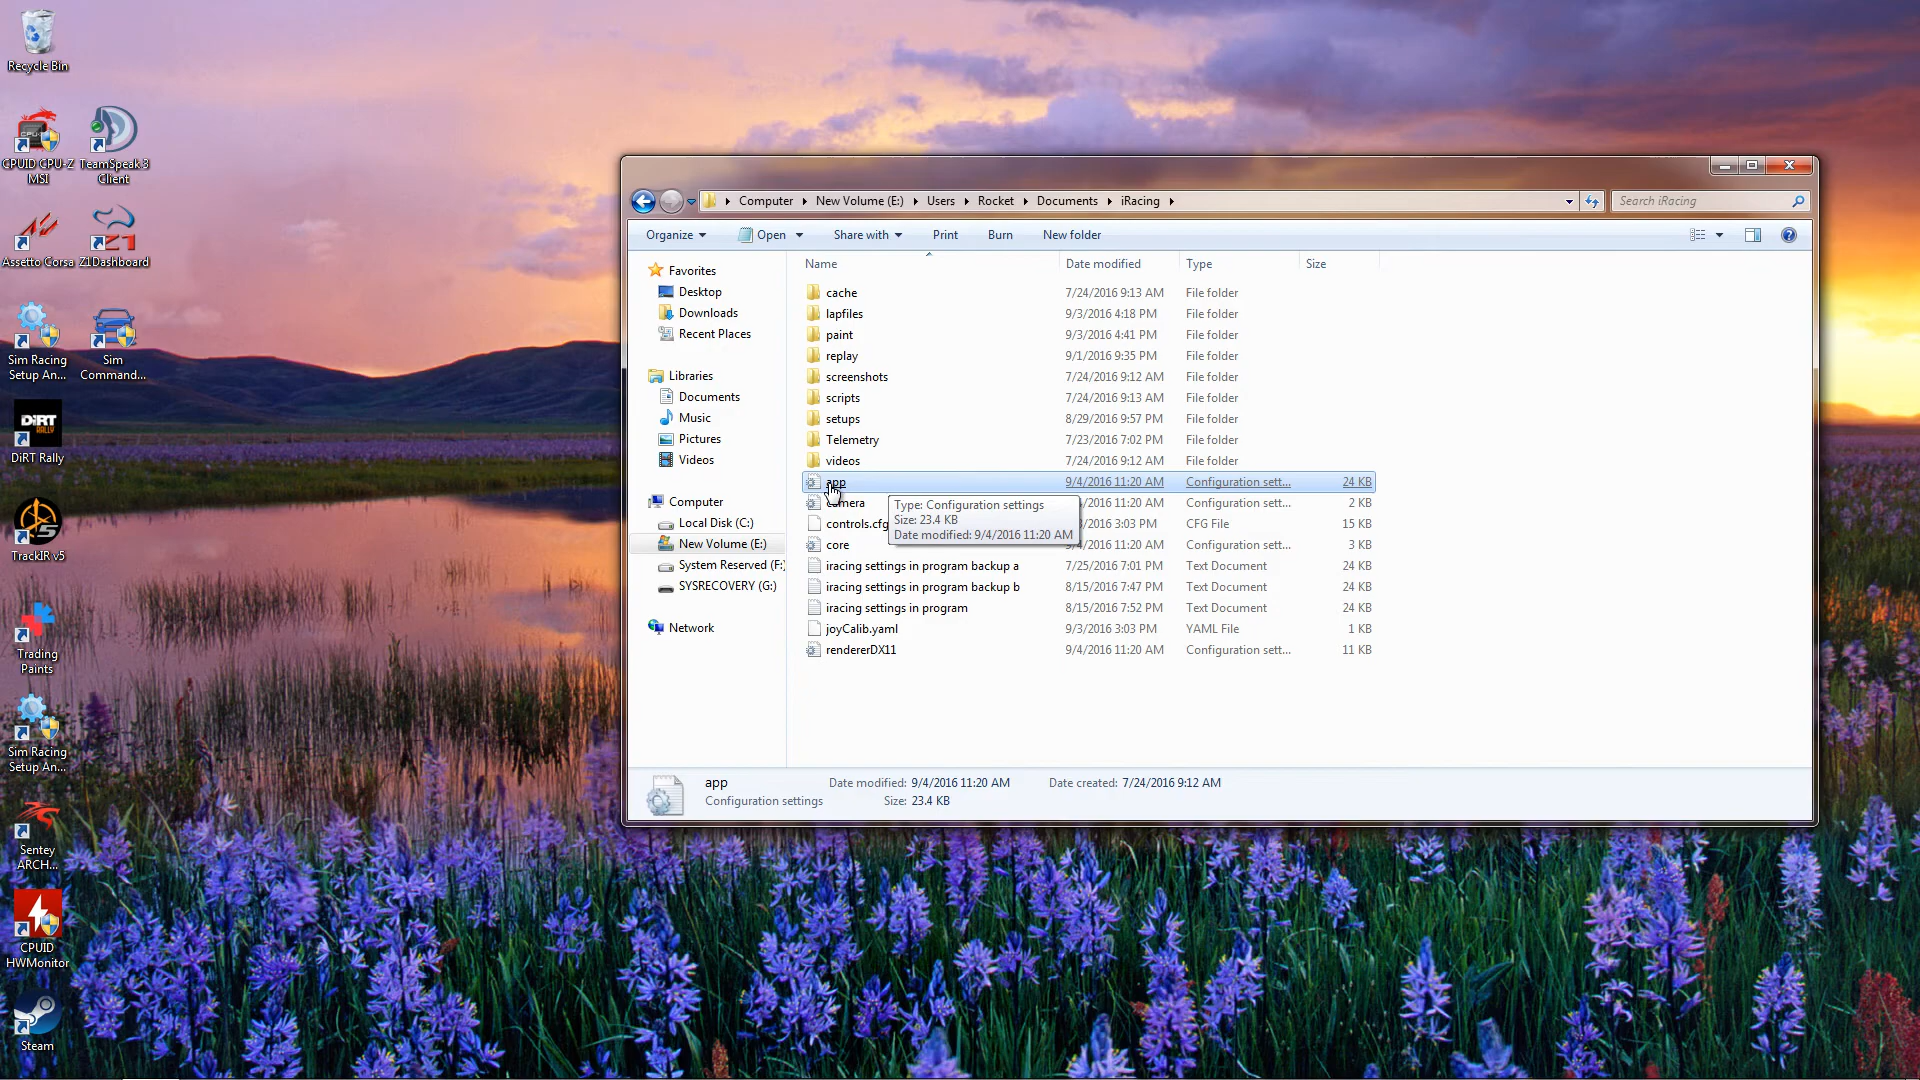 Recycle Bin
CPUID CPU-Z
MSI
TeamSpeak 3
Client
Assetto Corsa
Z1Dashboard
Sim Racing
Setup An...
Sim
Command...
DiRT Rally
TrackIR v5
Trading
Paints
Sim Racing
Setup An...
Sentey
ARCH...
CPUID
HWMonitor
Steam
Computer New Volume (E:) Users Rocket Documents iRacing
Search iRacing
Organize Open Share with Print Burn New folder
Favorites
Desktop
Downloads
Recent Places
Libraries
Documents
Music
Pictures
Videos
Computer
Local Disk (C:)
New Volume (E:)
System Reserved (F:)
SYSRECOVERY (G:)
Network
Name Date modified Type Size
cache 7/24/2016 9:13 AM File folder
lapfiles 9/3/2016 4:18 PM File folder
paint 9/3/2016 4:41 PM File folder
replay 9/1/2016 9:35 PM File folder
screenshots 7/24/2016 9:12 AM File folder
scripts 7/24/2016 9:13 AM File folder
setups 8/29/2016 9:57 PM File folder
Telemetry 7/23/2016 7:02 PM File folder
videos 7/24/2016 9:12 AM File folder
app 9/4/2016 11:20 AM Configuration sett... 24 KB
camera /2016 11:20 AM Configuration sett... 2 KB
controls.cfg /2016 3:03 PM CFG File 15 KB
core 9/4/2016 11:20 AM Configuration sett... 3 KB
iracing settings in program backup a 7/25/2016 7:01 PM Text Document 24 KB
iracing settings in program backup b 8/15/2016 7:47 PM Text Document 24 KB
iracing settings in program 8/15/2016 7:52 PM Text Document 24 KB
joyCalib.yaml 9/3/2016 3:03 PM YAML File 1 KB
rendererDX11 9/4/2016 11:20 AM Configuration sett... 11 KB
Type: Configuration settings
Size: 23.4 KB
Date modified: 9/4/2016 11:20 AM
app Date modified: 9/4/2016 11:20 AM Date created: 7/24/2016 9:12 AM
Configuration settings Size: 23.4 KB